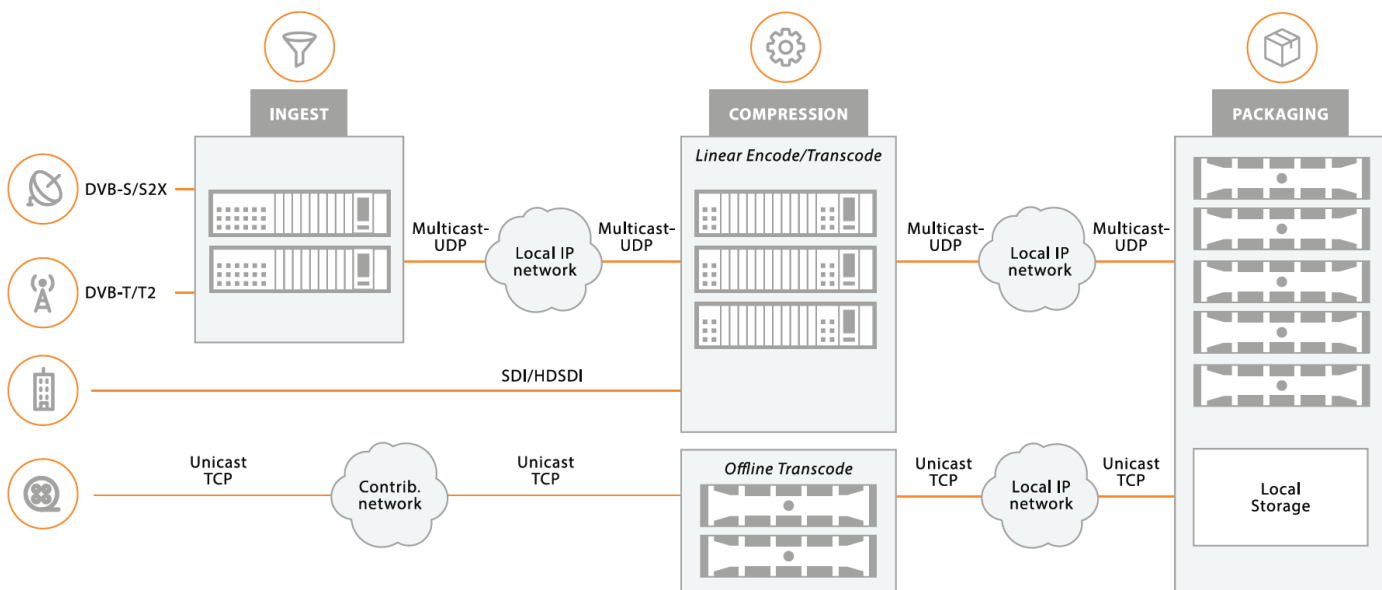 INGEST
COMPRESSION
PACKAGING
Linear Encode/Transcode
DVB-S/S2X
Multicast-
UDP
Local IP
network
Multicast-
UDP
Multicast-
UDP
Local IP
network
Multicast-
UDP
DVB-T/T2
SDI/HDSDI
Unicast
TCP
Contrib.
network
Unicast
TCP
Offline Transcode
Unicast
TCP
Local IP
network
Unicast
TCP
Local
Storage